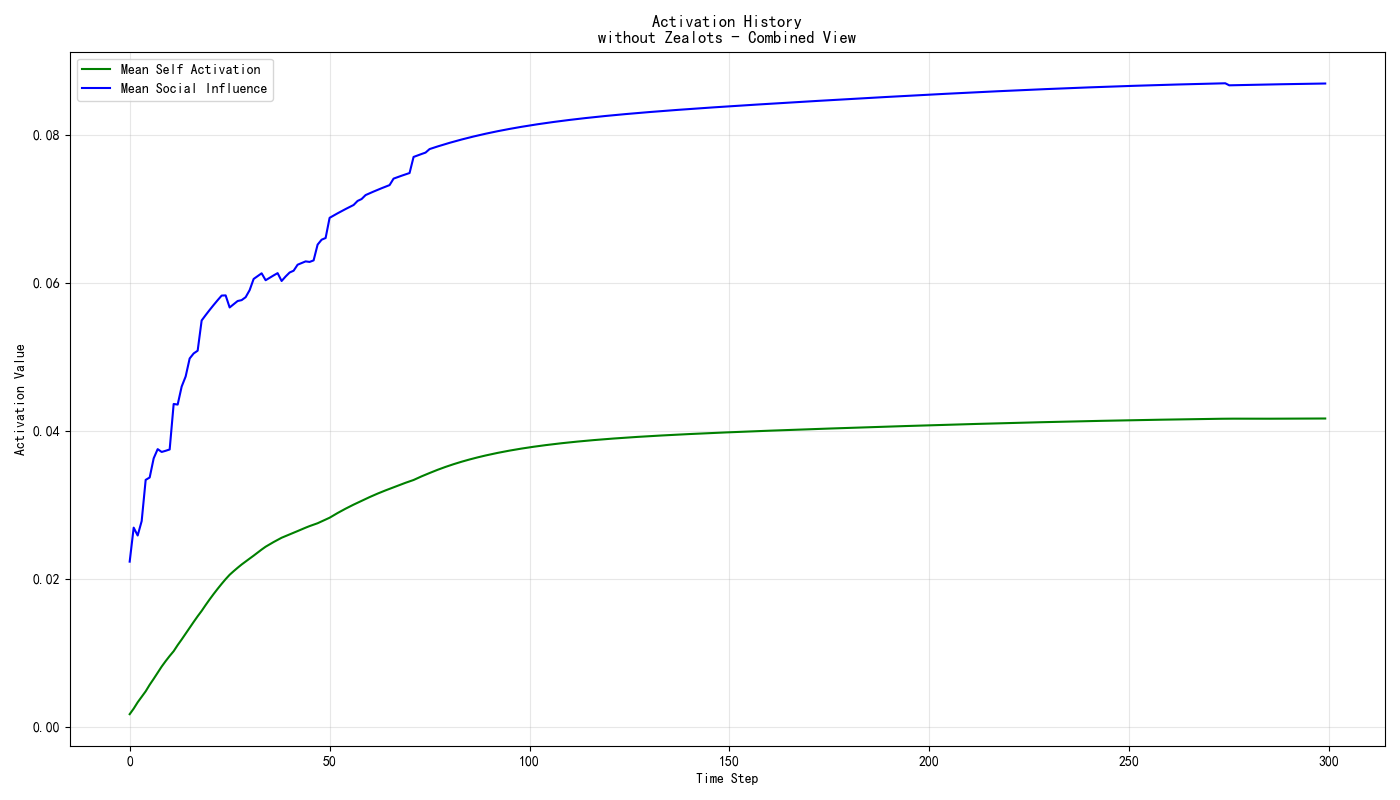 Activation History
without Zealots - Combined View
Mean Self Activation
Mean Social Influence
Activation Value
0.08
0.06
0.04
0.02
0.00
0 50 100 150 200 250 300
Time Step